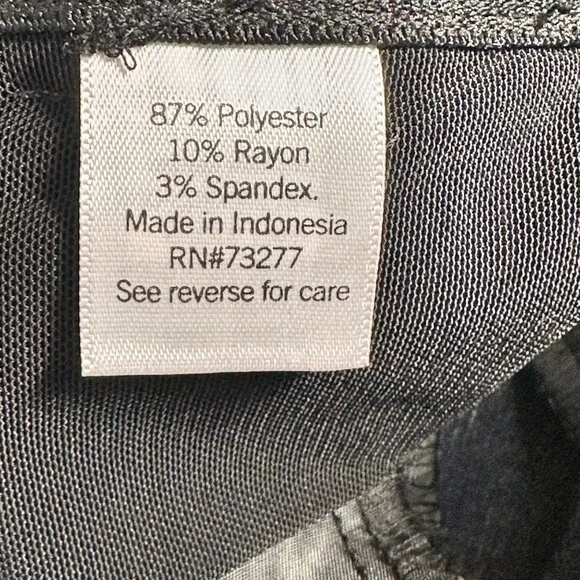 87% Polyester
10% Rayon
3% Spandex.
Made in Indonesia
RN#73277
See reverse for care